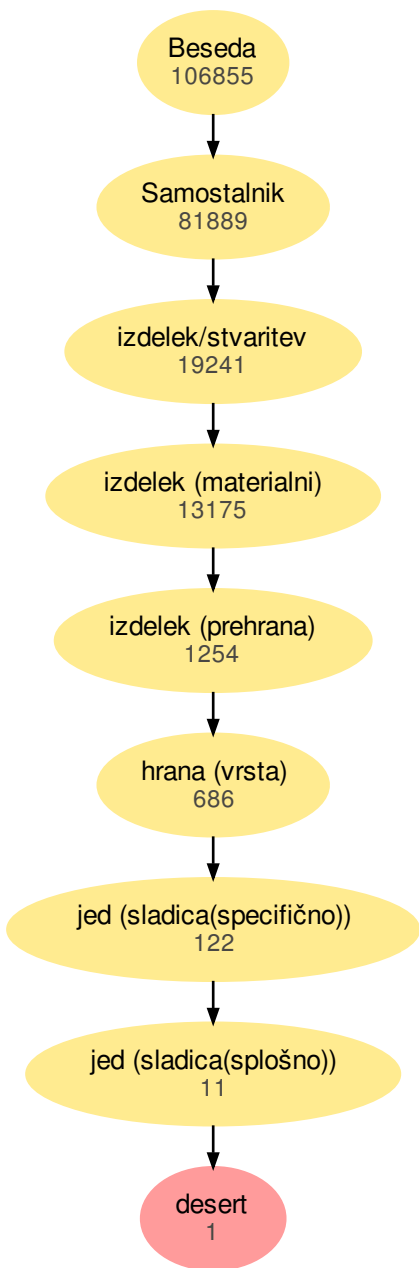 Beseda
106855
Samostalnik
81889
izdelek/stvaritev
19241
izdelek (materialni)
13175
izdelek (prehrana)
1254
hrana (vrsta)
686
jed (sladica(specifično))
122
jed (sladica(splošno))
11
desert
1